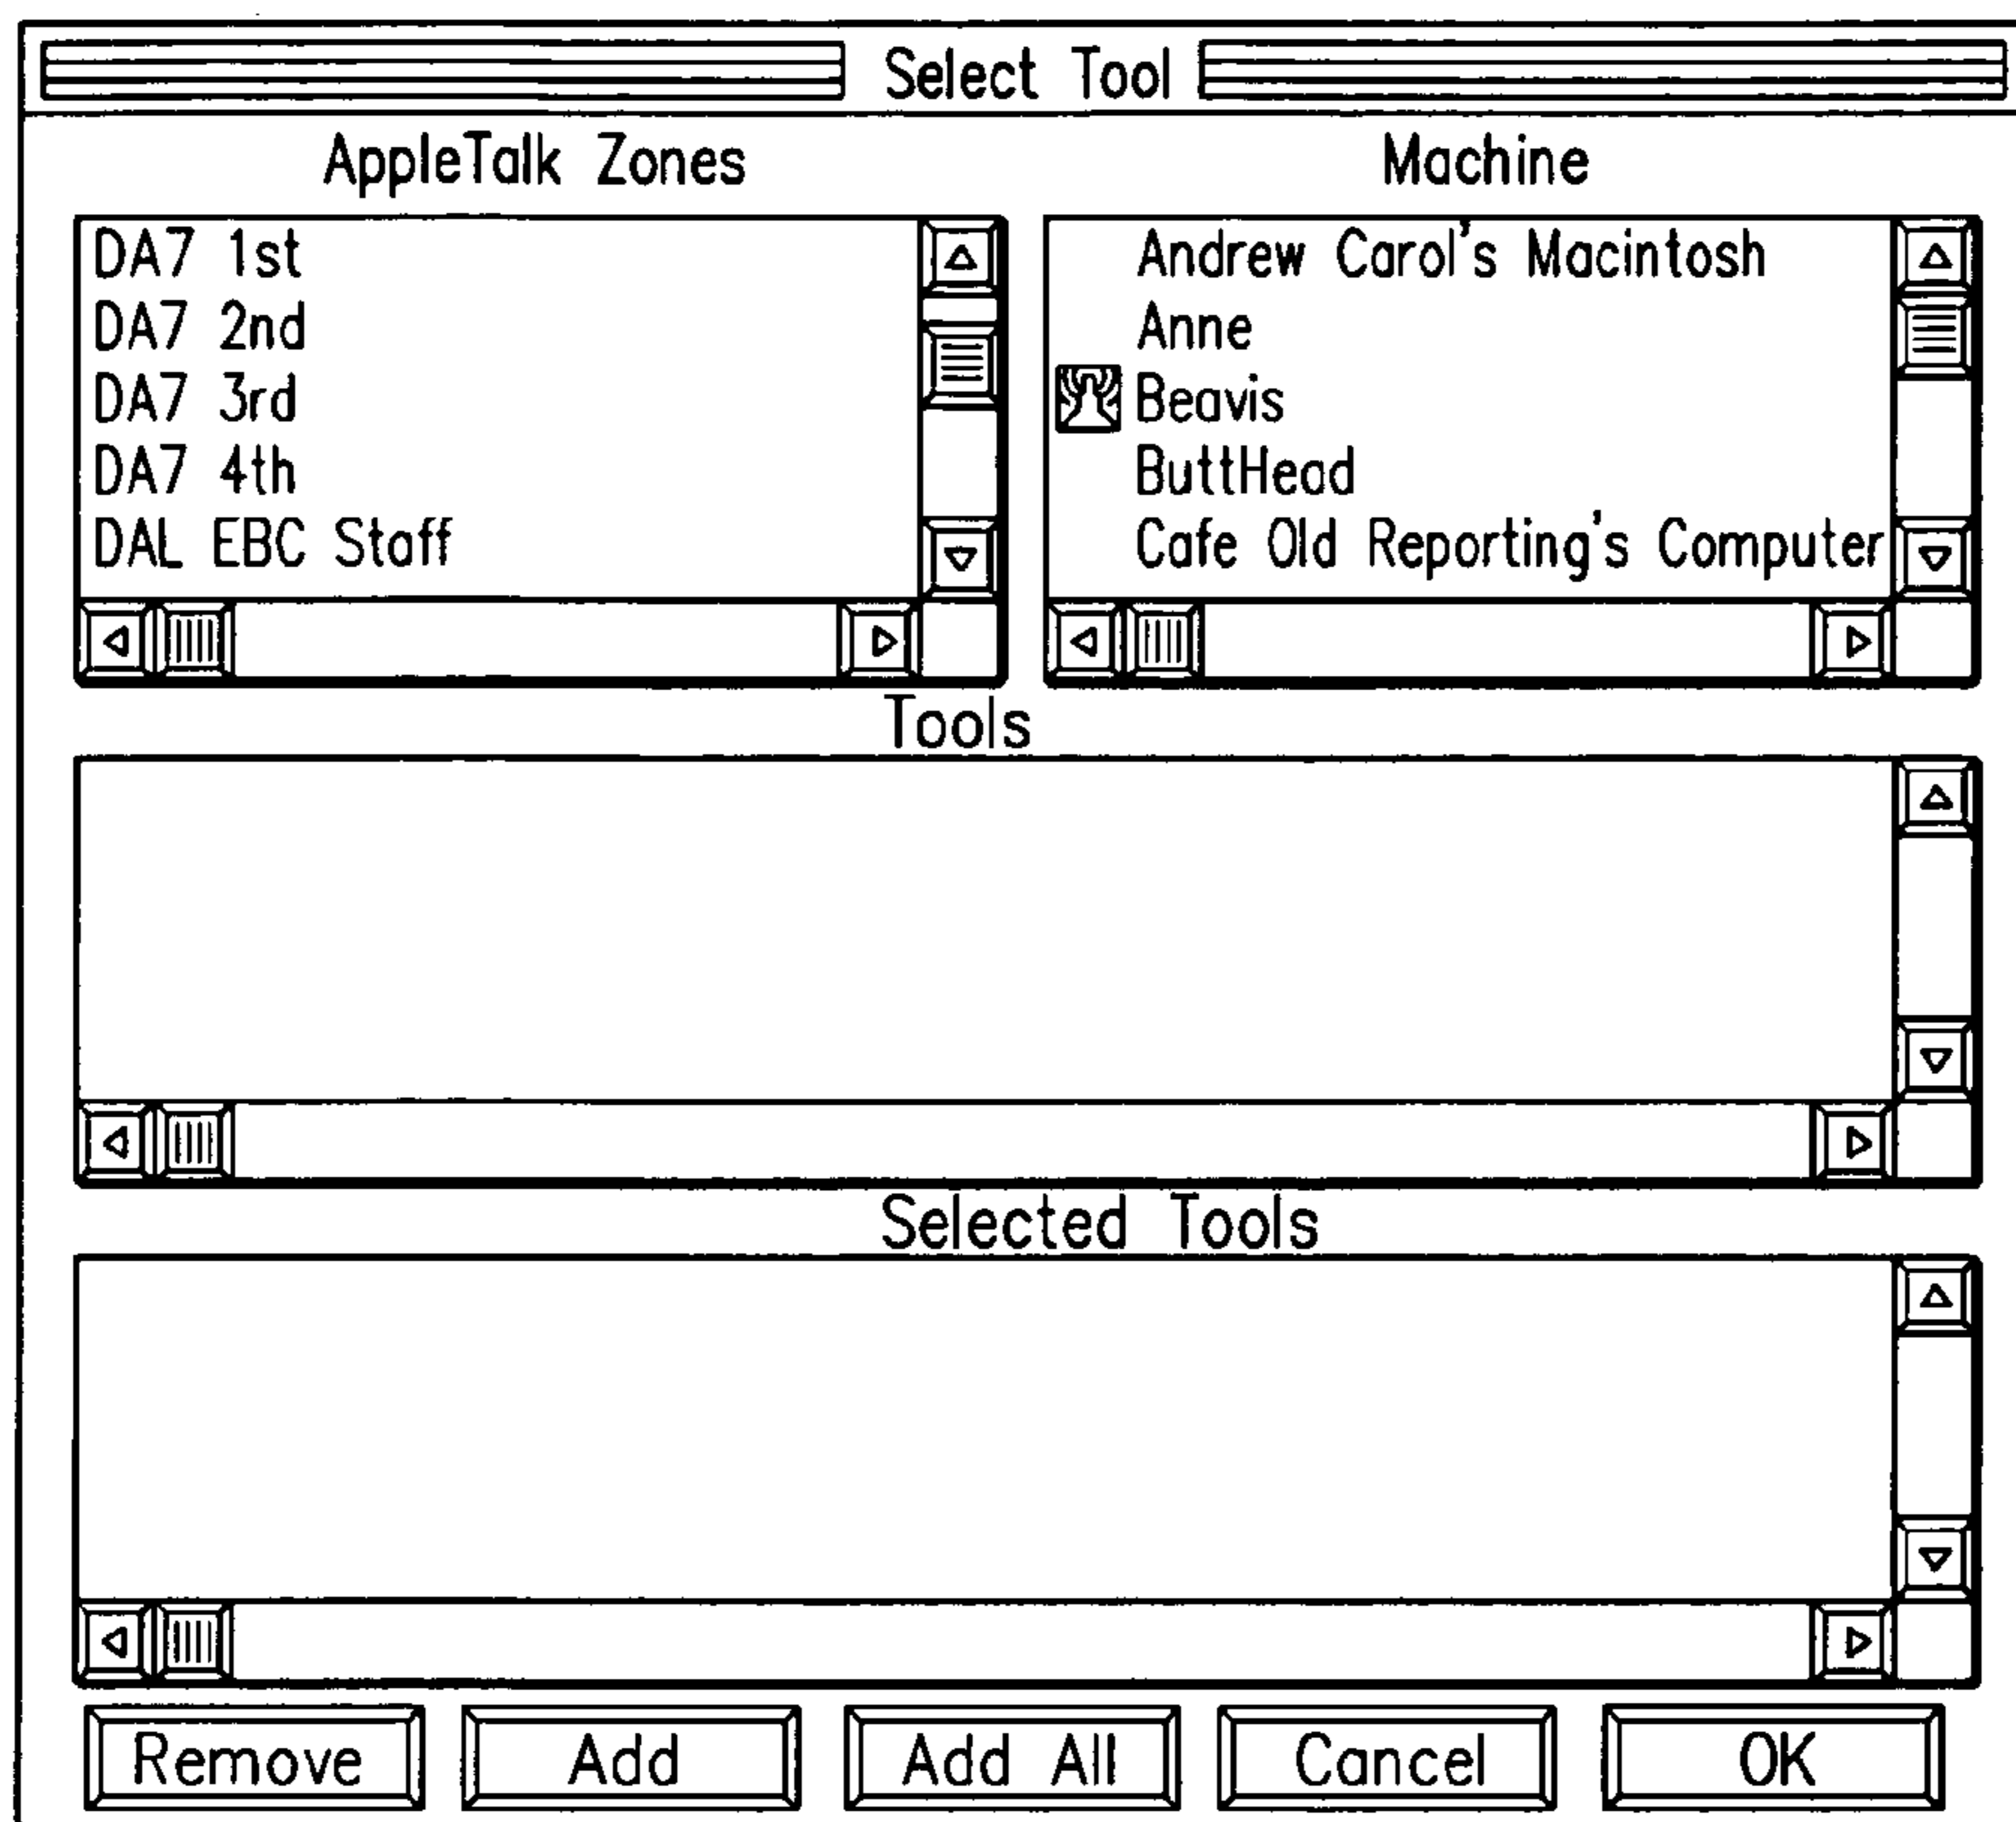 Select Tool
AppleTalk Zones
DA7 1st
DA7 2nd
DA7 3rd
DA7 4th
DAL EBC Staff
Machine
Andrew Carol's Macintosh
Anne
Beavis
ButtHead
Cafe Old Reporting's Computer
Tools
Selected Tools
Remove
Add
Add All
Cancel
OK